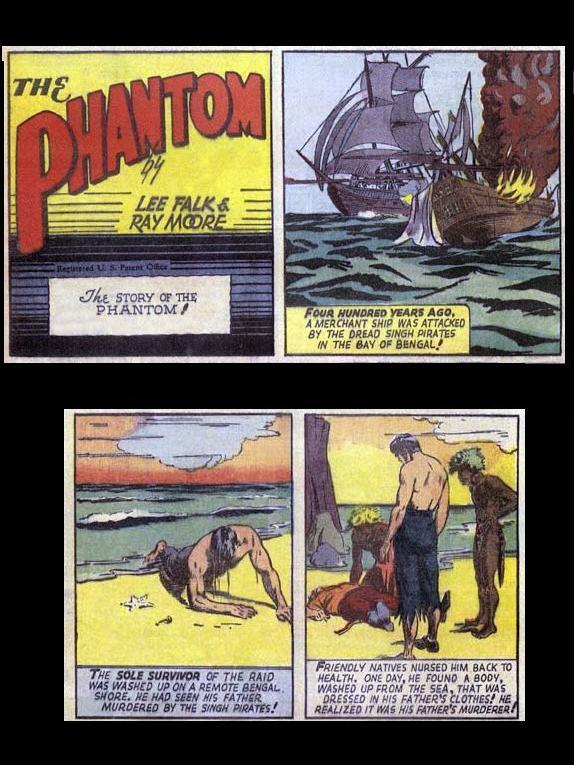 THE
PHANTOM
by
LEE FALK &
RAY MOORE
Registered U. S. Patent Office
The STORY OF THE
PHANTOM!
FOUR HUNDRED YEARS AGO,
A MERCHANT SHIP WAS ATTACKED
BY THE DREAD SINGH PIRATES
IN THE BAY OF BENGAL!
THE SOLE SURVIVOR OF THE RAID
WAS WASHED UP ON A REMOTE BENGAL
SHORE. HE HAD SEEN HIS FATHER
MURDERED BY THE SINGH PIRATES!
FRIENDLY NATIVES NURSED HIM BACK TO
HEALTH. ONE DAY, HE FOUND A BODY,
WASHED UP FROM THE SEA, THAT WAS
DRESSED IN HIS FATHER'S CLOTHES! HE
REALIZED IT WAS HIS FATHER'S MURDERER!